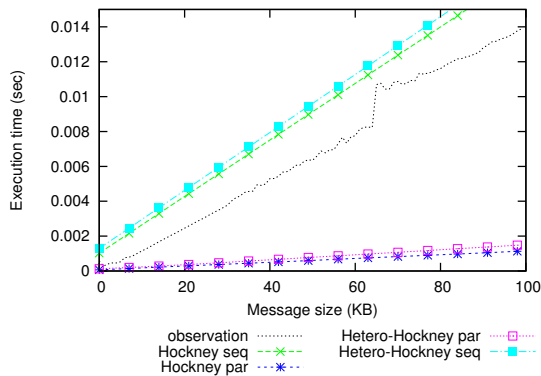 0.014
0.012
0.01
0.008
0.006
0.004
0.002
0
Execution time (sec)
0 20 40 60 80 100
Message size (KB)
observation
Hockney seq
Hockney par
Hetero-Hockney par
Hetero-Hockney seq